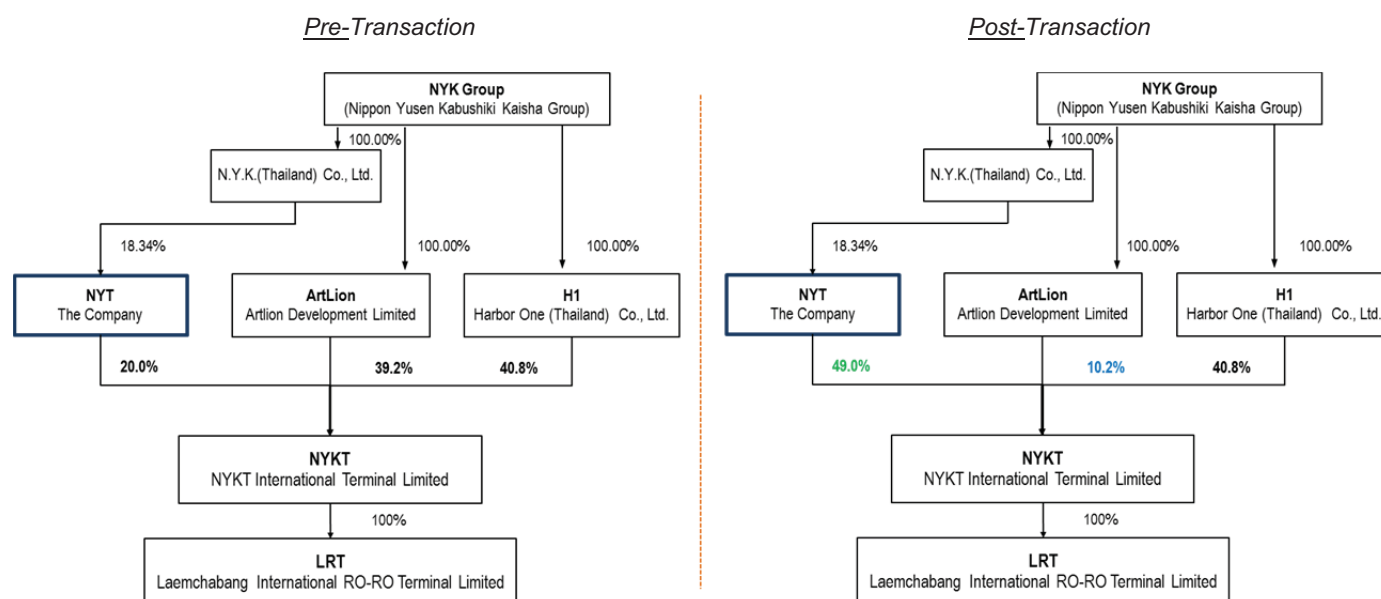 Pre-Transaction
NYK Group
(Nippon Yusen Kabushiki Kaisha Group)
100.00%
N.Y.K.(Thailand) Co., Ltd.
18.34%
100.00%
100.00%
NYT
The Company
ArtLion
Artlion Development Limited
H1
Harbor One (Thailand) Co., Ltd.
20.0%
39.2%
40.8%
NYKT
NYKT International Terminal Limited
100%
LRT
Laemchabang International RO-RO Terminal Limited
Post-Transaction
NYK Group
(Nippon Yusen Kabushiki Kaisha Group)
100.00%
N.Y.K.(Thailand) Co., Ltd.
18.34%
100.00%
100.00%
NYT
The Company
ArtLion
Artlion Development Limited
H1
Harbor One (Thailand) Co., Ltd.
49.0%
10.2%
40.8%
NYKT
NYKT International Terminal Limited
100%
LRT
Laemchabang International RO-RO Terminal Limited